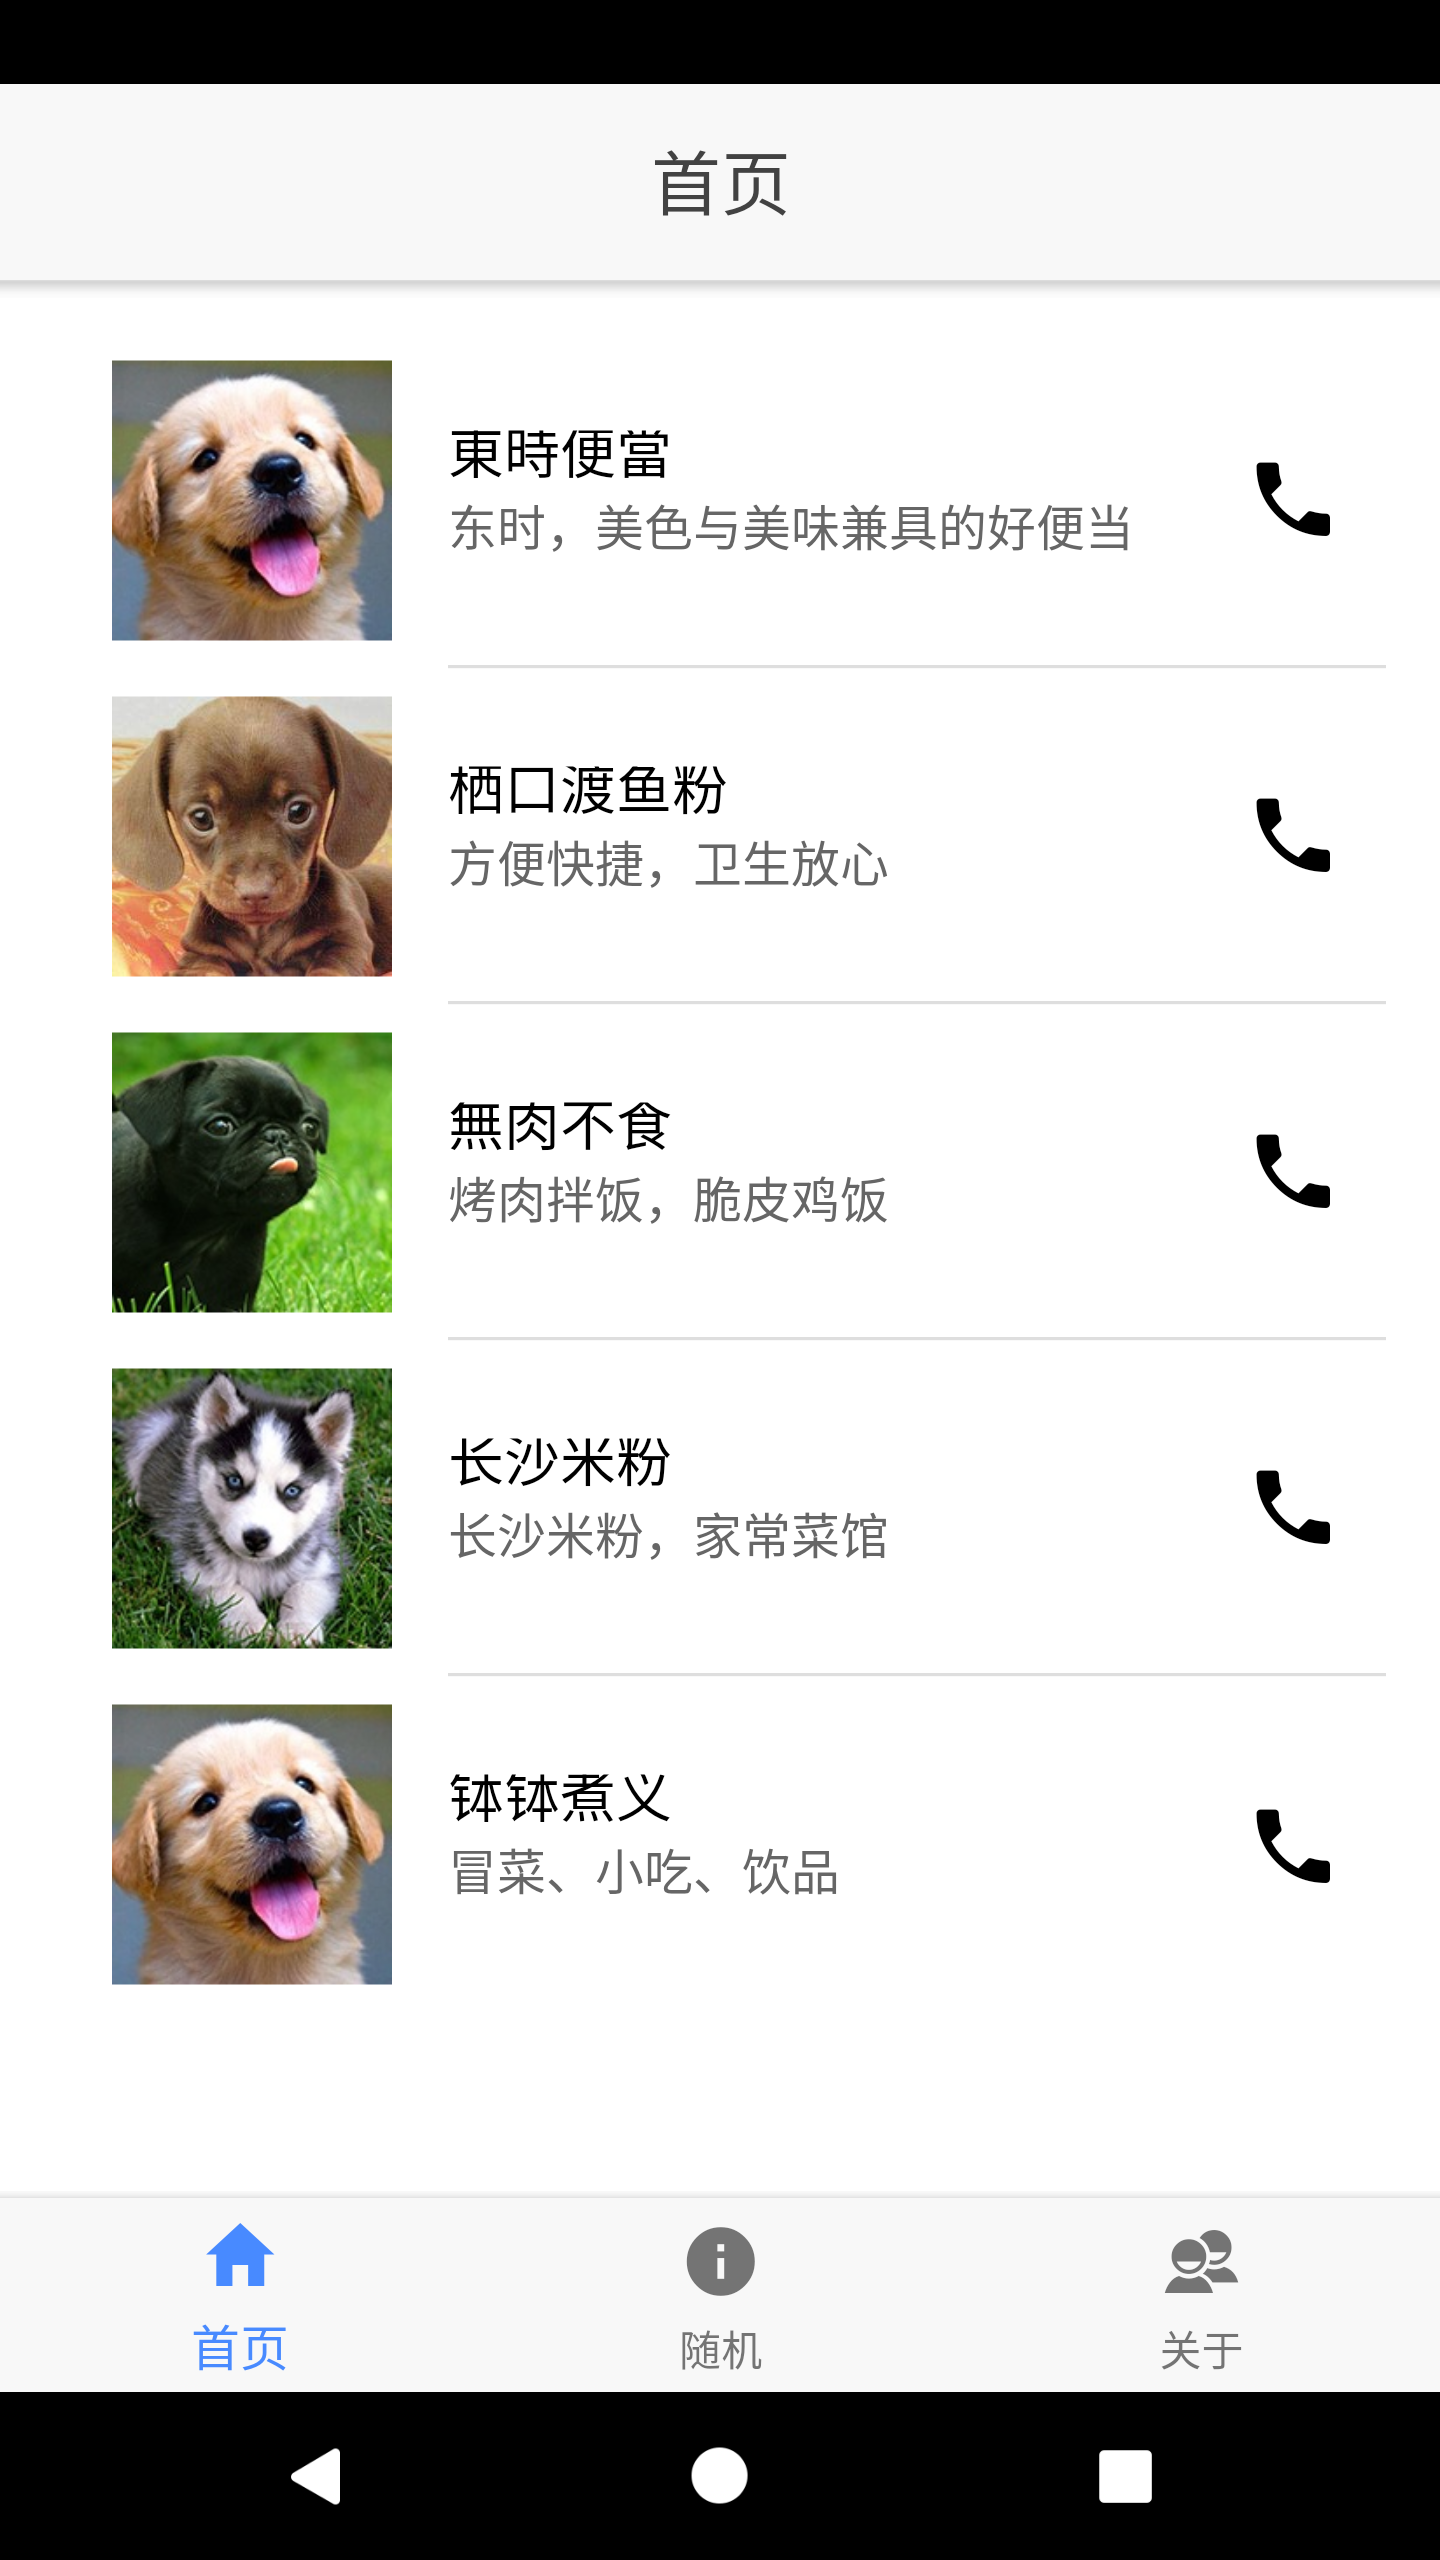 首页
東時便當
东时，美色与美味兼具的好便当
栖口渡鱼粉
方便快捷，卫生放心
無肉不食
烤肉拌饭，脆皮鸡饭
长沙米粉
长沙米粉，家常菜馆
钵钵煮义
冒菜、小吃、饮品
首页
随机
关于